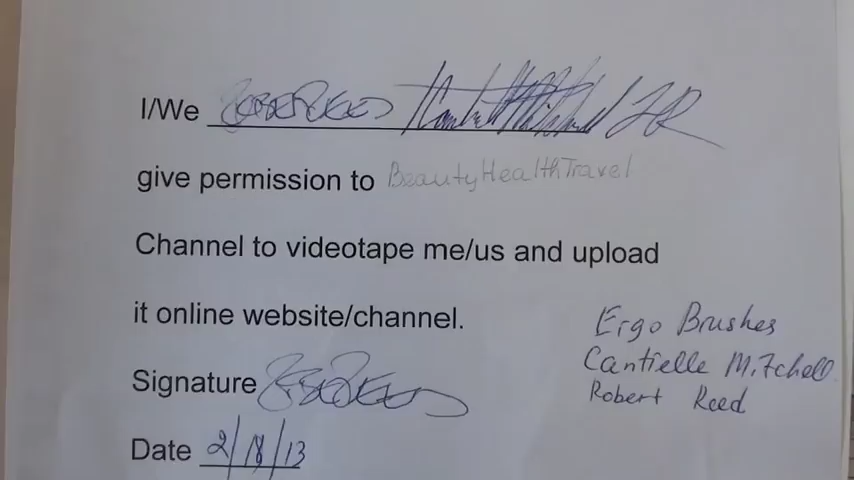 I/We
give permission to BeautyHealthTravel
Channel to videotape me/us and upload
it online website/channel.
Ergo Brushes
Cantielle Mitchell
Robert Reed
Signature
Date 2/18/13